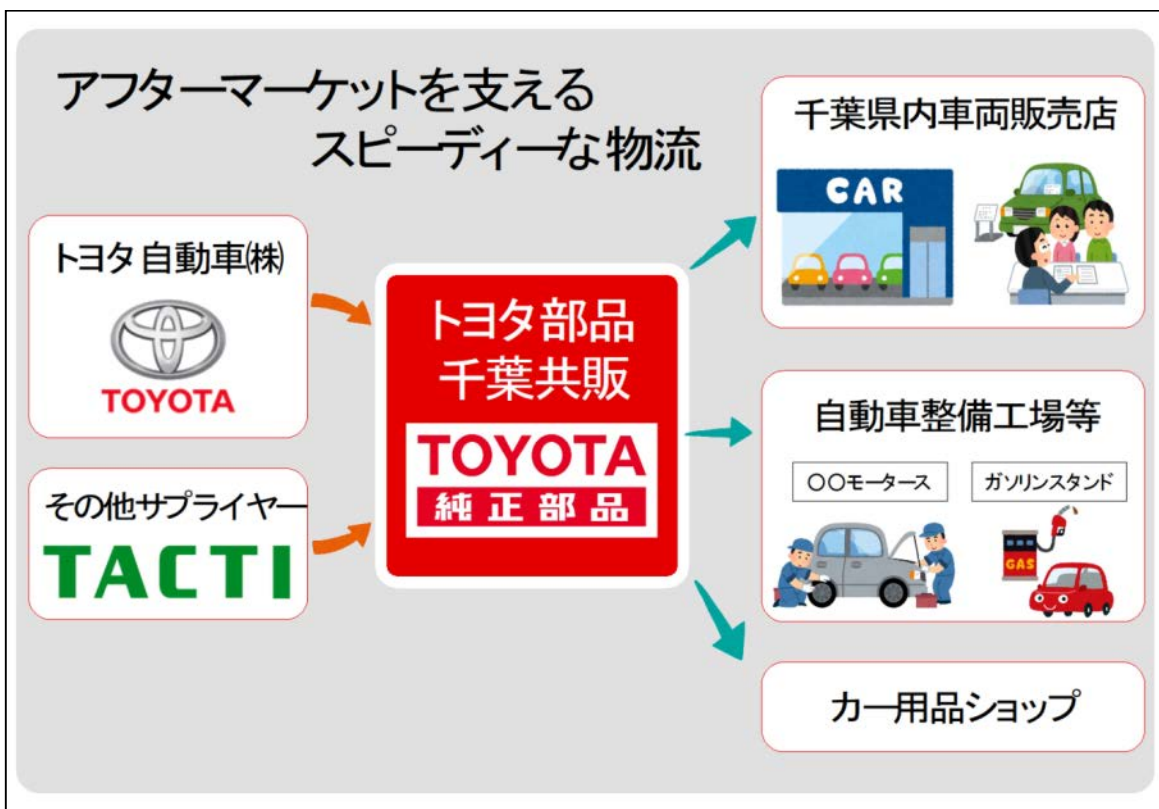 アフターマーケットを支える
スピーディーな物流
トヨタ自動車㈱
TOYOTA
その他サプライヤー
TACTI
トヨタ部品
千葉共販
TOYOTA
純正部品
千葉県内車両販売店
CAR
自動車整備工場等
〇〇モータース
ガソリンスタンド
GAS
カー用品ショップ